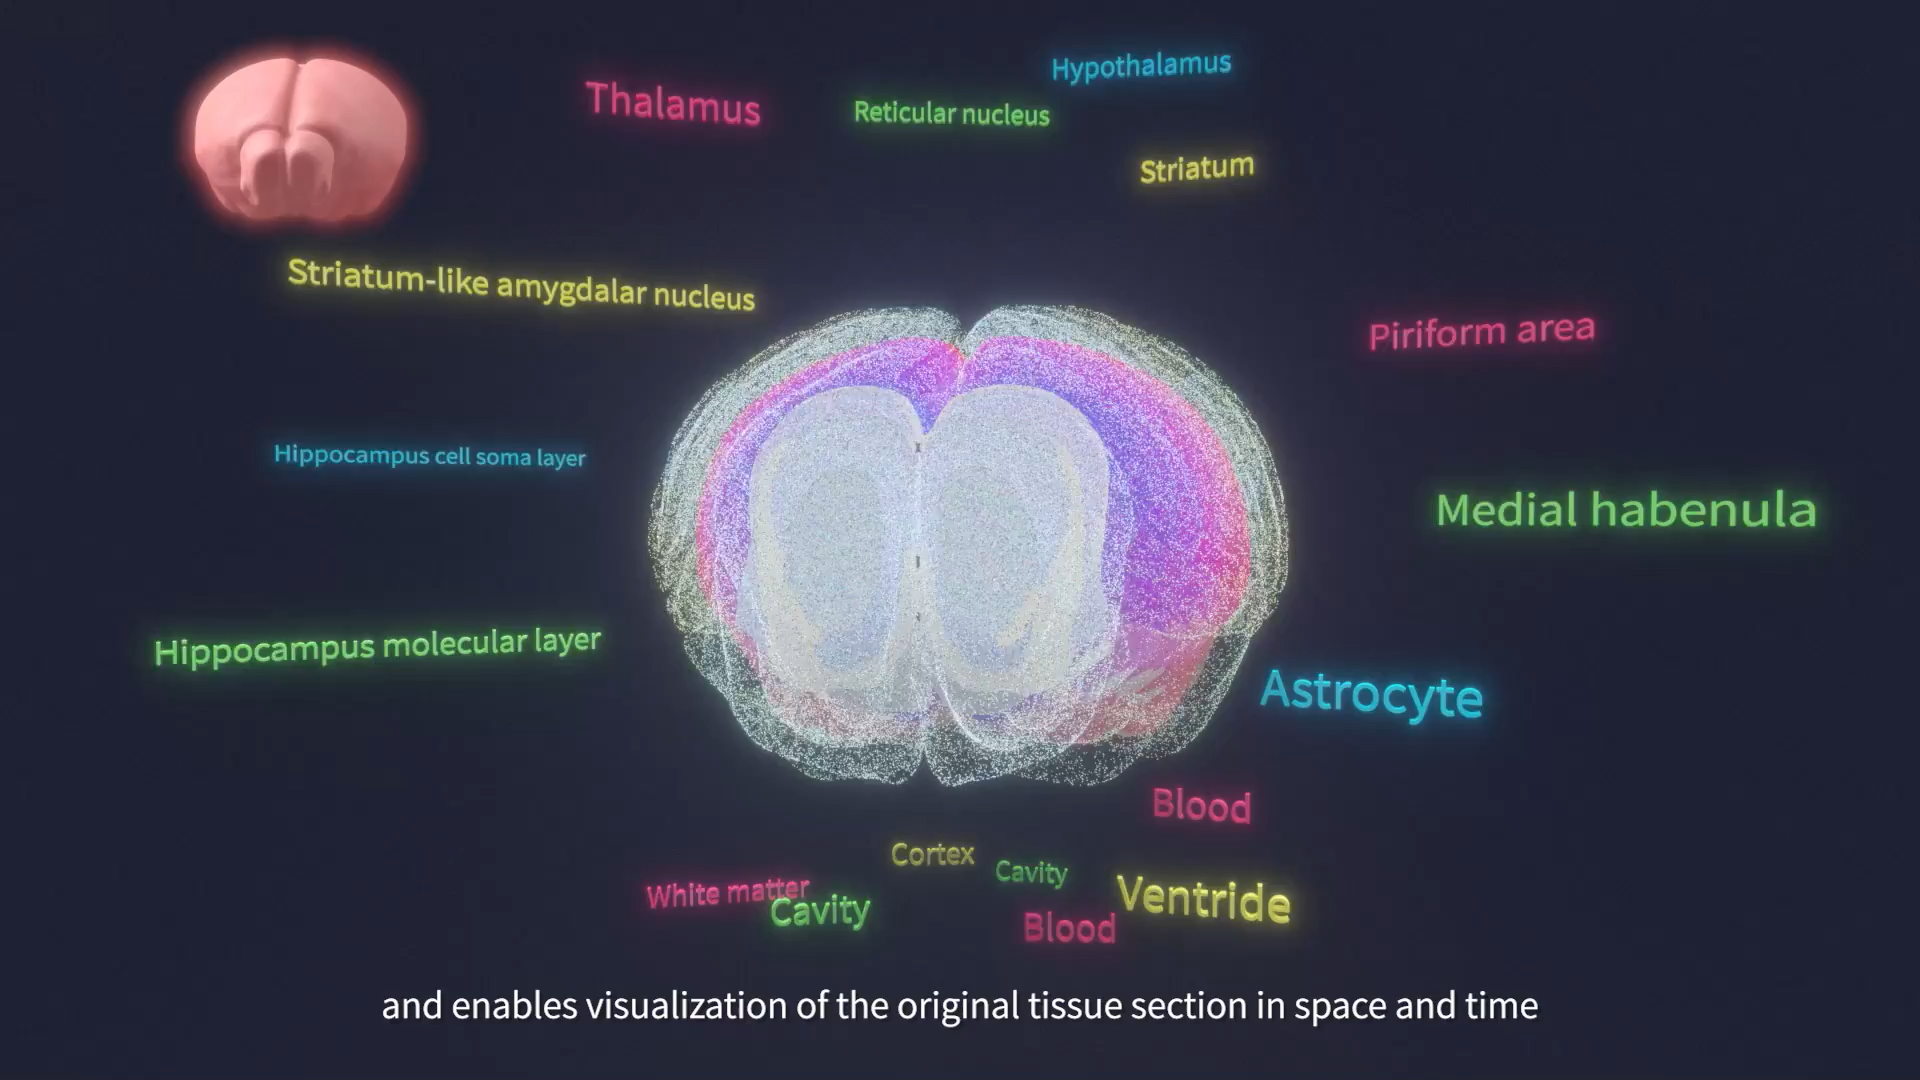 Hypothalamus
Thalamus
Reticular nucleus
Striatum
Striatum-like amygdalar nucleus
Piriform area
Hippocampus cell soma layer
Medial habenula
Hippocampus molecular layer
Astrocyte
Blood
Cortex
Cavity
White matter
Cavity
Ventride
Blood
and enables visualization of the original tissue section in space and time